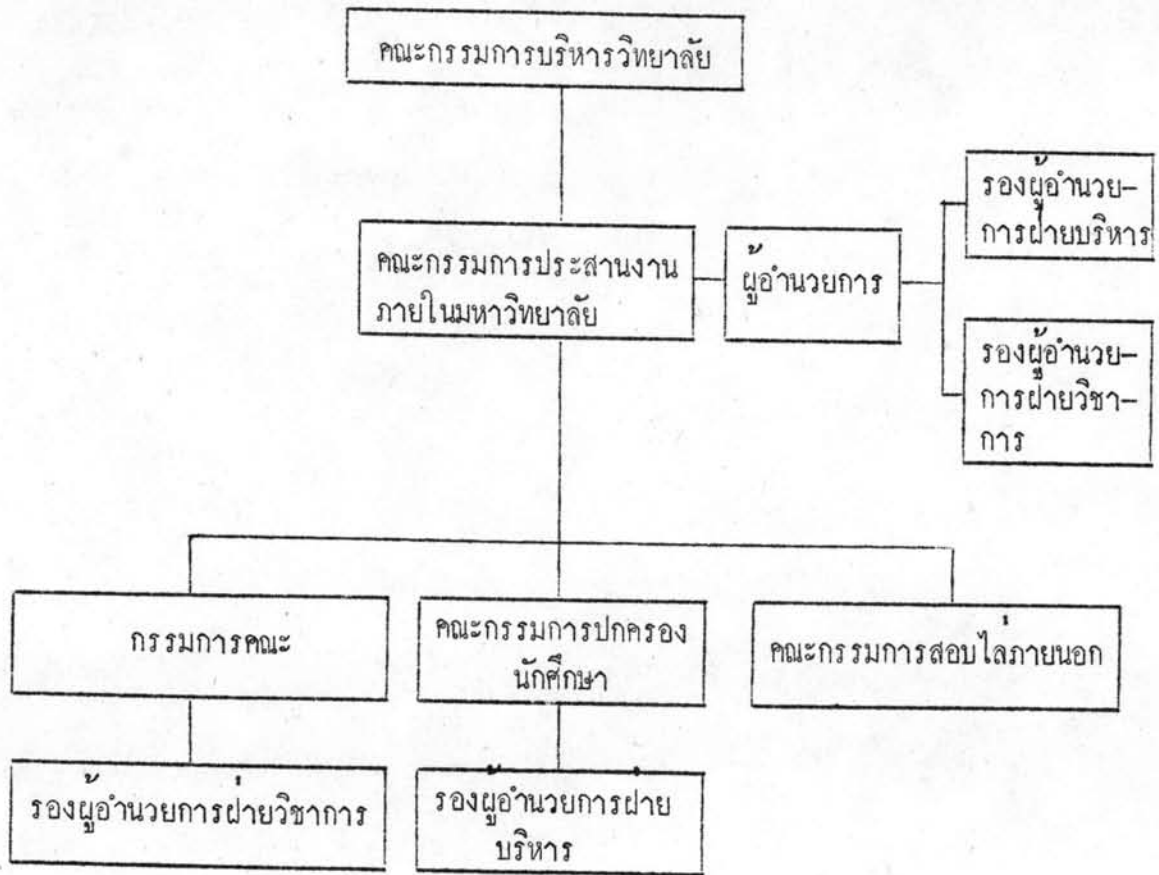 คณะกรรมการบริหารวิทยาลัย
คณะกรรมการประสานงาน
ภายในมหาวิทยาลัย
ผู้อำนวยการ
รองผู้อำนวย-
การฝ่ายบริหาร
รองผู้อำนวย-
การฝ่ายวิชา-
การ
กรรมการคณะ
คณะกรรมการปกครอง
นักศึกษา
คณะกรรมการสอบไล่ภายนอก
รองผู้อำนวยการฝ่ายวิชาการ
รองผู้อำนวยการฝ่าย
บริหาร